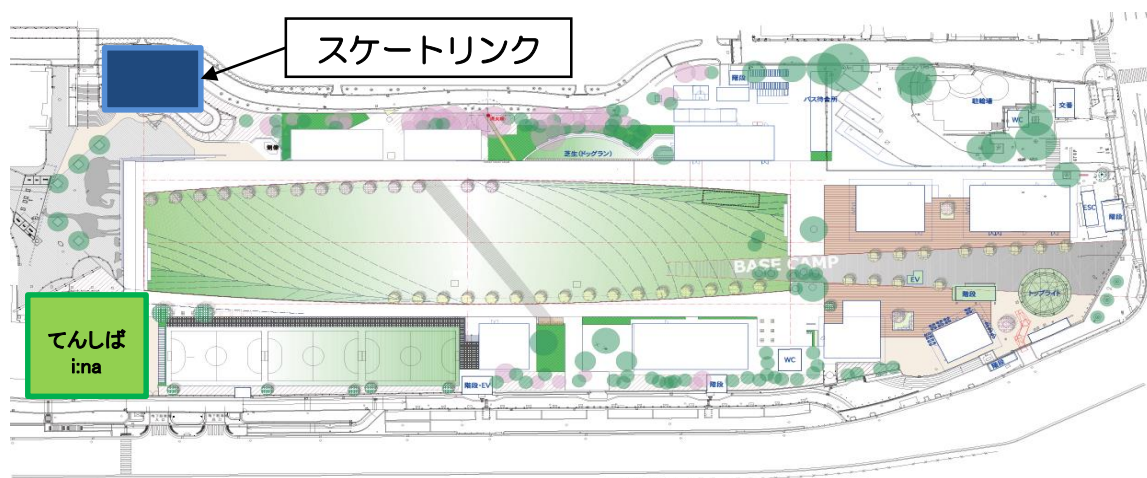 スケートリンク
階段
バス待合所
駐輪場
WC
交番
芝生(ドッグラン)
ESC
階段
BASE CAMP
EV
階段
トップライト
てんしば
i:na
WC
階段・EV
階段
階段